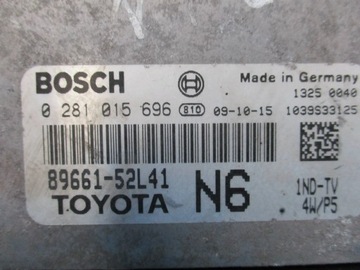 BOSCH Made in Germany
1325 0040
0 281 015 696 810 09-10-15 1039S33125
89661-52L41
TOYOTA N6 1ND-TV
4W/P5